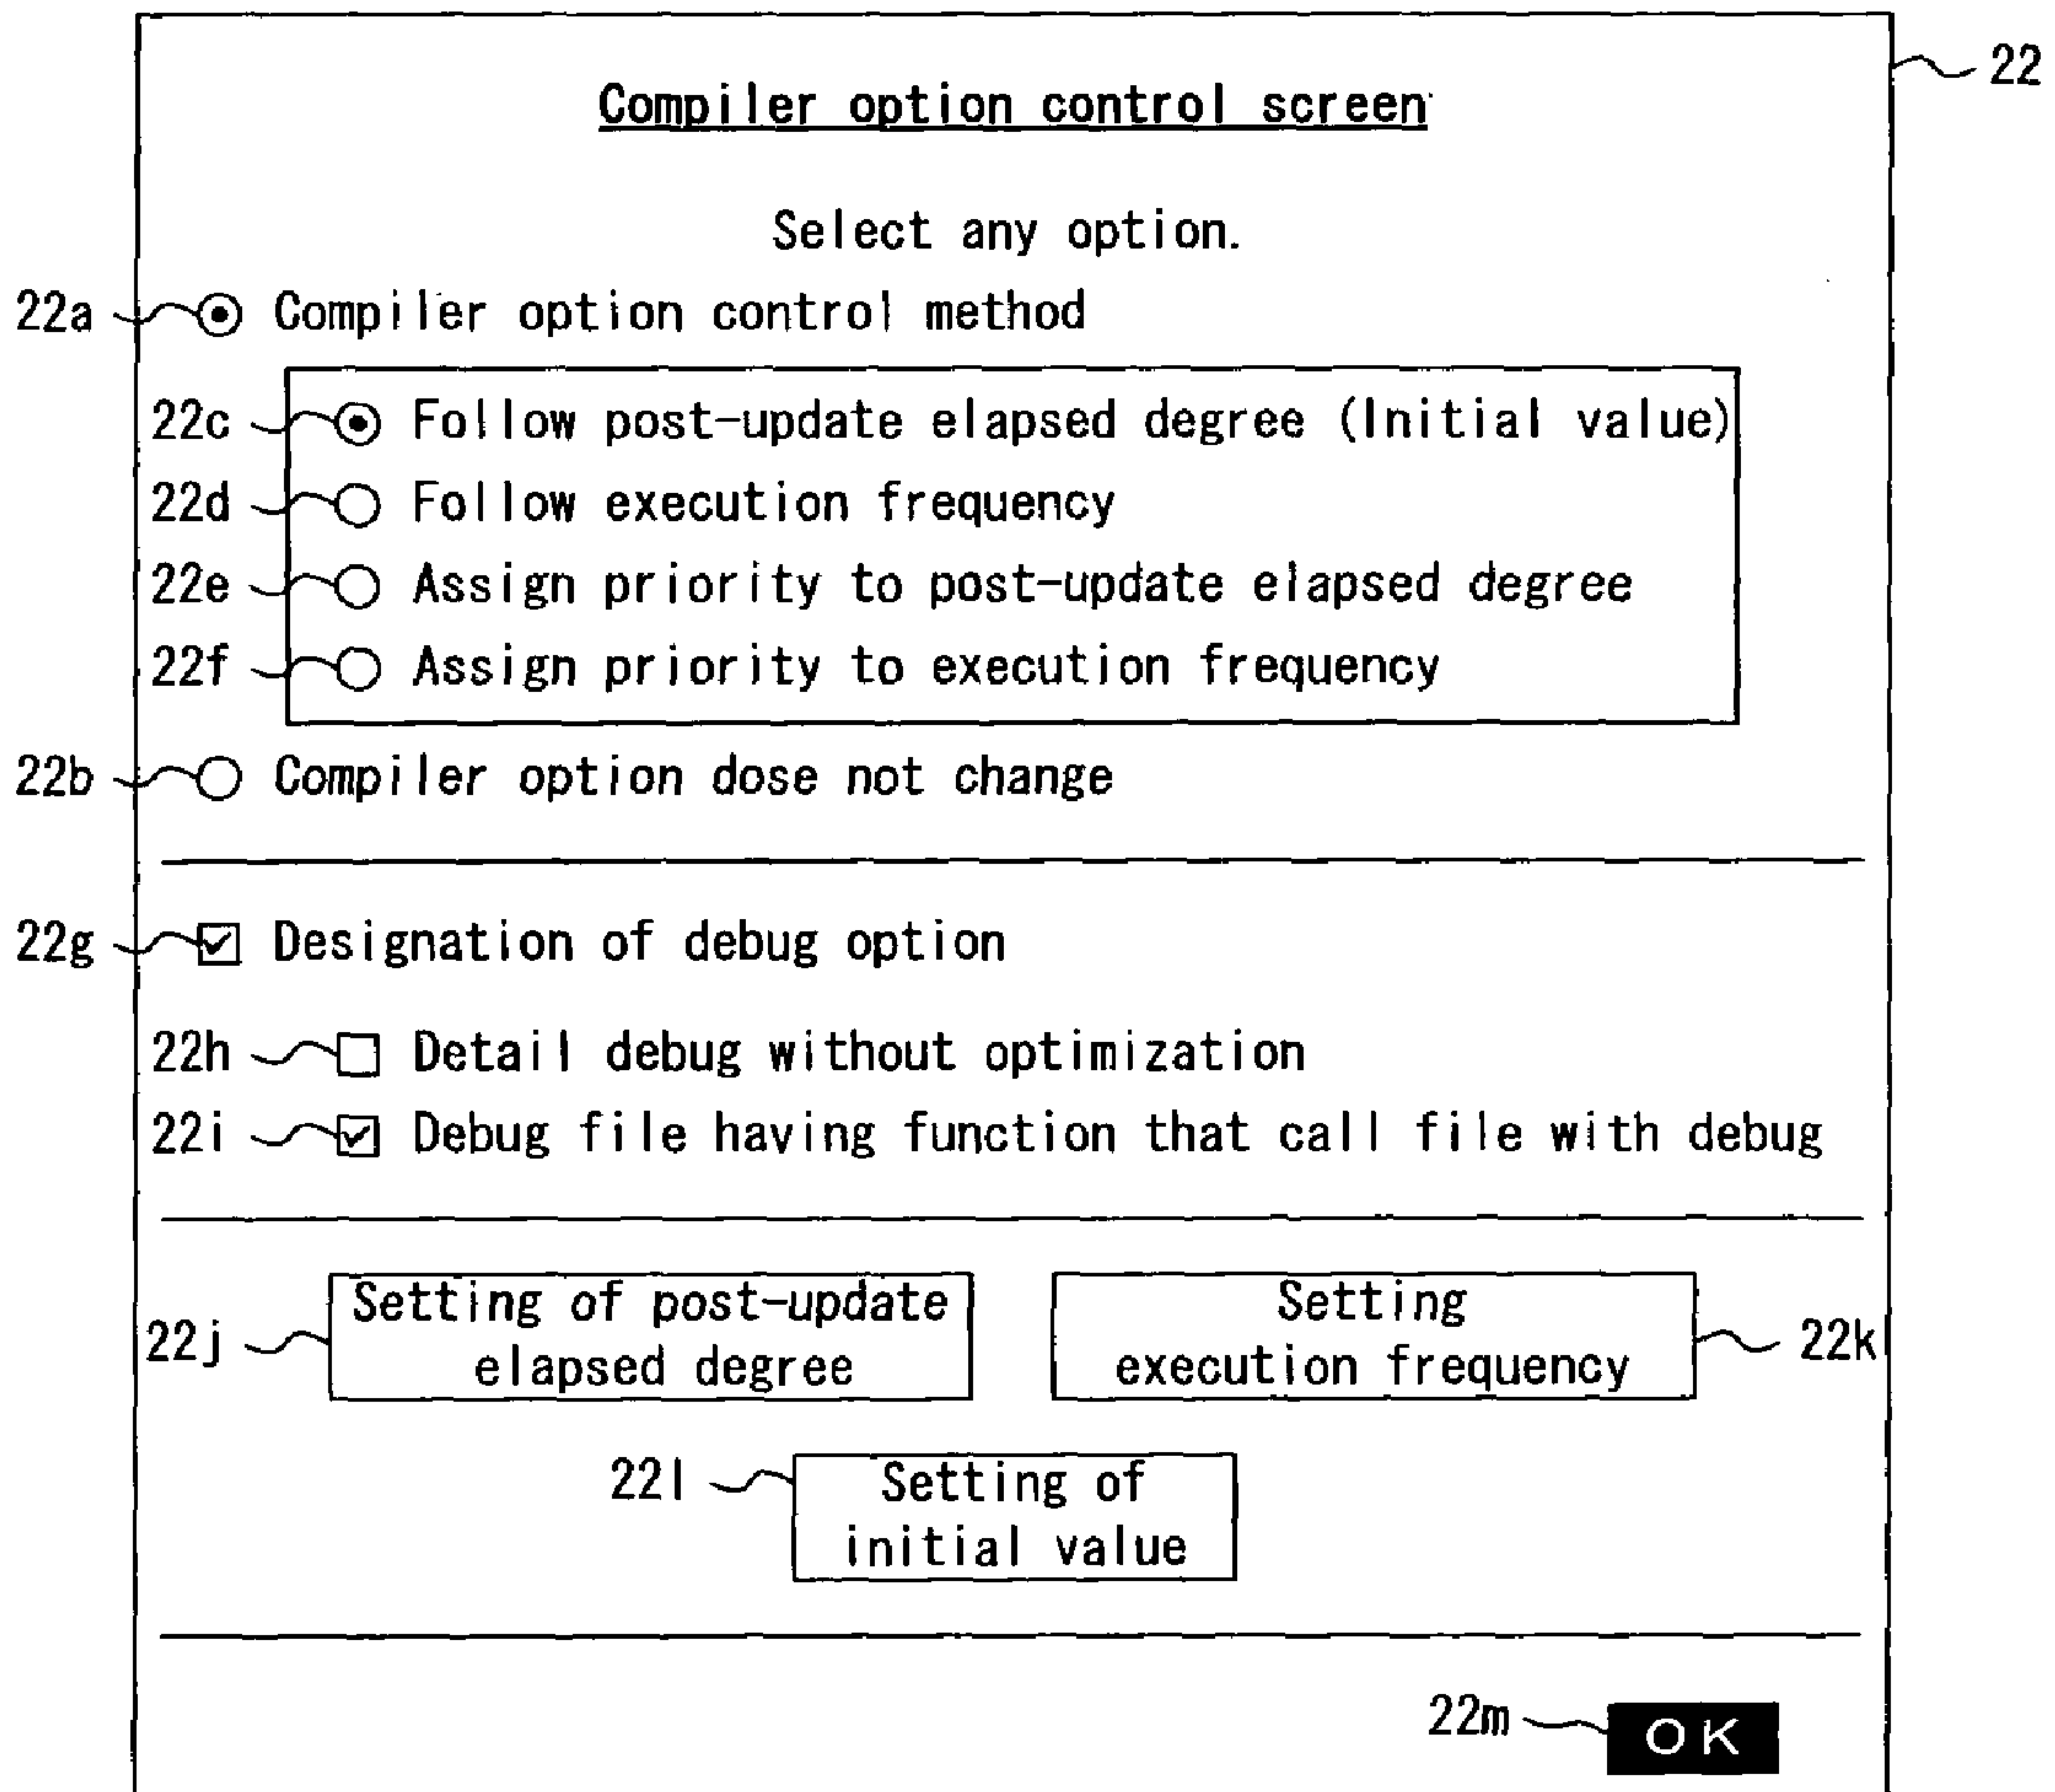 22
Compiler option control screen
Select any option.
22a Compiler option control method
22c Follow post-update elapsed degree (Initial value)
22d Follow execution frequency
22e Assign priority to post-update elapsed degree
22f Assign priority to execution frequency
22b Compiler option dose not change
22g Designation of debug option
22h Detail debug without optimization
22i Debug file having function that call file with debug
22j Setting of post-update
elapsed degree
Setting
execution frequency 22k
22l Setting of
initial value
22m OK